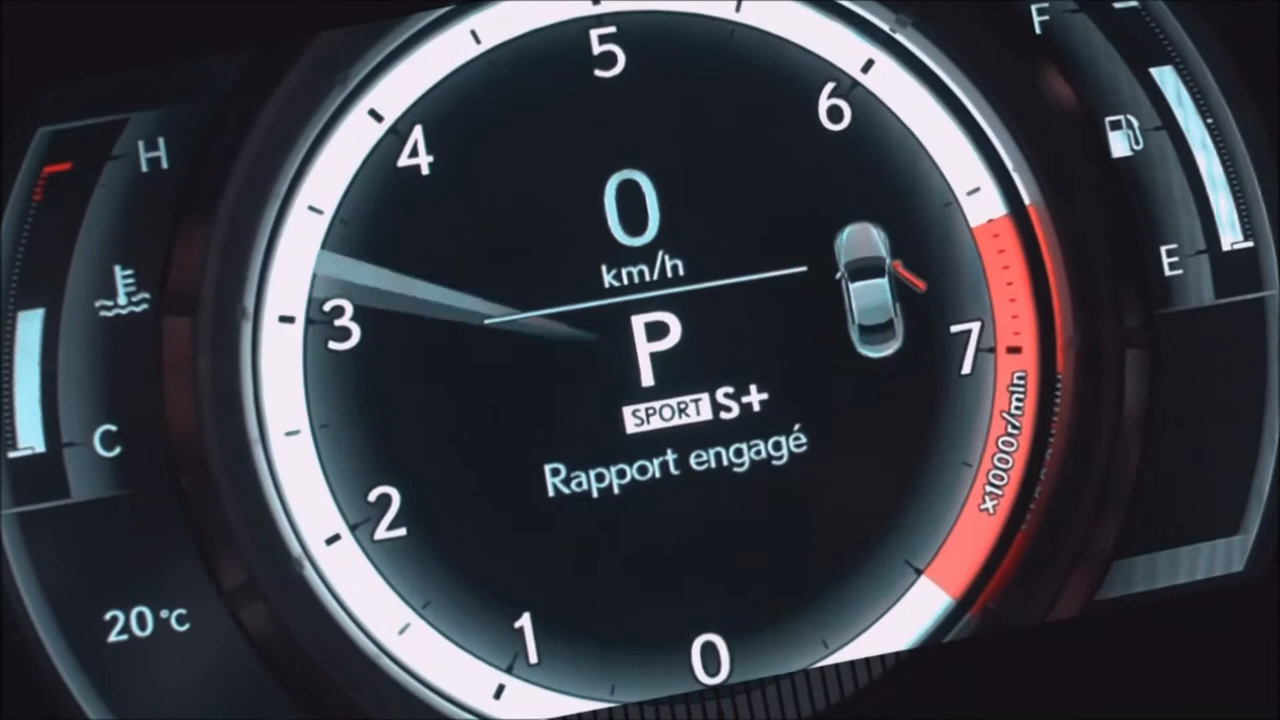 5
F
6
4
H
0
km/h
E
3
P
7
SPORT S+
C
Rapport engagé
x1000r/min
2
20°C
1
0